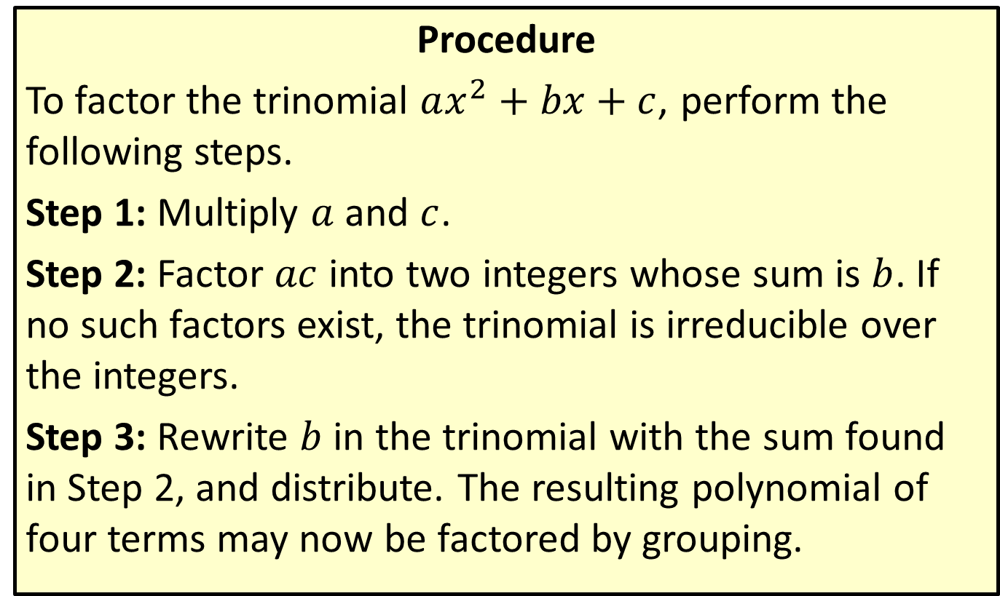 Procedure
To factor the trinomial 𝑎𝑥² + 𝑏𝑥 + 𝑐, perform the
following steps.
Step 1: Multiply 𝑎 and 𝑐.
Step 2: Factor 𝑎𝑐 into two integers whose sum is 𝑏. If
no such factors exist, the trinomial is irreducible over
the integers.
Step 3: Rewrite 𝑏 in the trinomial with the sum found
in Step 2, and distribute. The resulting polynomial of
four terms may now be factored by grouping.